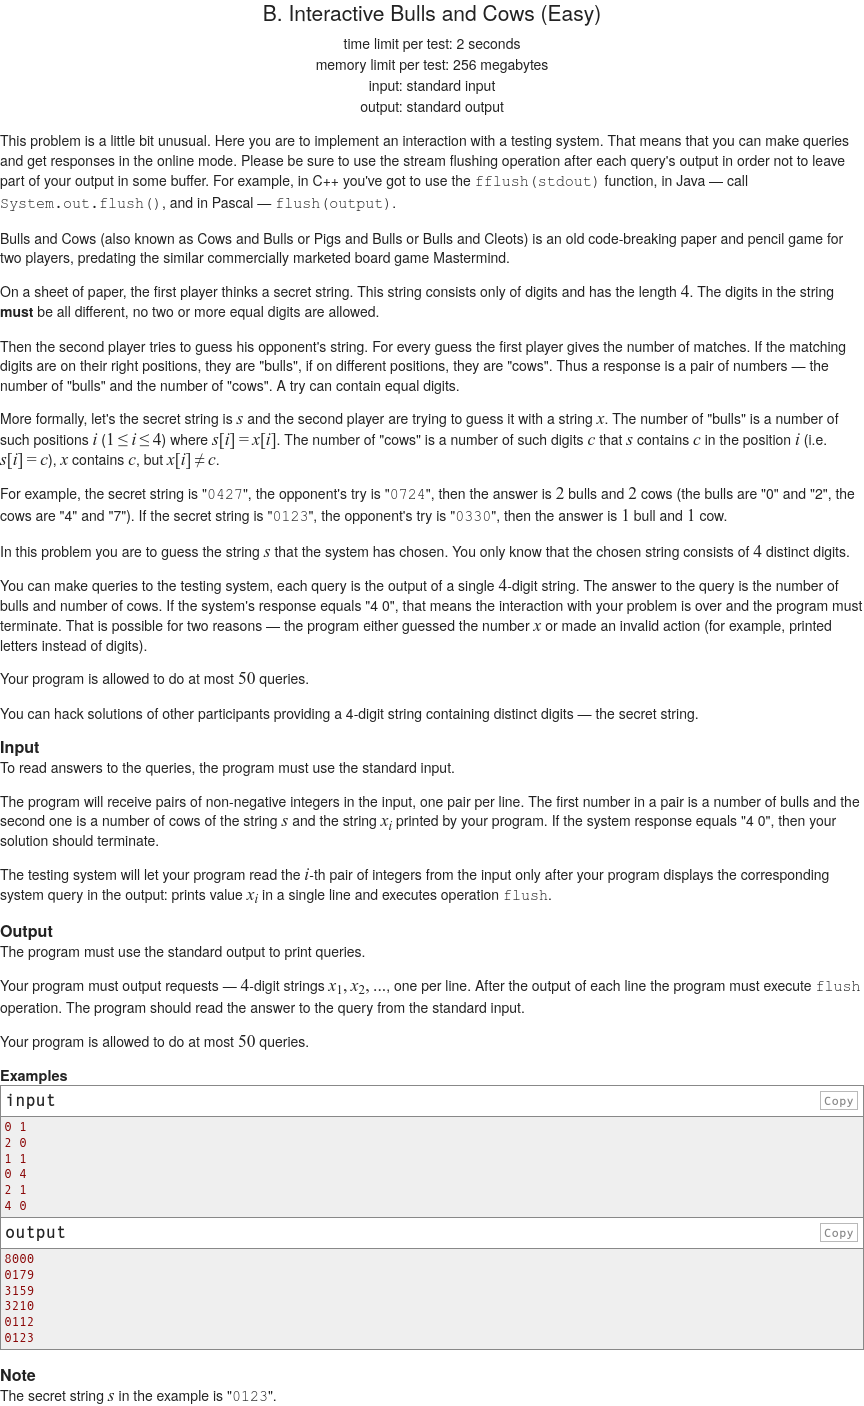 B. Interactive Bulls and Cows (Easy)
time limit per test: 2 seconds
memory limit per test: 256 megabytes
input: standard input
output: standard output
This problem is a little bit unusual. Here you are to implement an interaction with a testing system. That means that you can make queries
and get responses in the online mode. Please be sure to use the stream flushing operation after each query's output in order not to leave
part of your output in some buffer. For example, in C++ you've got to use the fflush(stdout) function, in Java — call
System.out.flush(), and in Pascal — flush(output).
Bulls and Cows (also known as Cows and Bulls or Pigs and Bulls or Bulls and Cleots) is an old code-breaking paper and pencil game for
two players, predating the similar commercially marketed board game Mastermind.
On a sheet of paper, the first player thinks a secret string. This string consists only of digits and has the length 4. The digits in the string
must be all different, no two or more equal digits are allowed.
Then the second player tries to guess his opponent's string. For every guess the first player gives the number of matches. If the matching
digits are on their right positions, they are "bulls", if on different positions, they are "cows". Thus a response is a pair of numbers — the
number of "bulls" and the number of "cows". A try can contain equal digits.
More formally, let's the secret string is s and the second player are trying to guess it with a string x. The number of "bulls" is a number of
such positions i (1 ≤ i ≤ 4) where s[i] = x[i]. The number of "cows" is a number of such digits c that s contains c in the position i (i.e.
s[i] = c), x contains c, but x[i] ≠ c.
For example, the secret string is "0427", the opponent's try is "0724", then the answer is 2 bulls and 2 cows (the bulls are "0" and "2", the
cows are "4" and "7"). If the secret string is "0123", the opponent's try is "0330", then the answer is 1 bull and 1 cow.
In this problem you are to guess the string s that the system has chosen. You only know that the chosen string consists of 4 distinct digits.
You can make queries to the testing system, each query is the output of a single 4-digit string. The answer to the query is the number of
bulls and number of cows. If the system's response equals "4 0", that means the interaction with your problem is over and the program must
terminate. That is possible for two reasons — the program either guessed the number x or made an invalid action (for example, printed
letters instead of digits).
Your program is allowed to do at most 50 queries.
You can hack solutions of other participants providing a 4-digit string containing distinct digits — the secret string.
Input
To read answers to the queries, the program must use the standard input.
The program will receive pairs of non-negative integers in the input, one pair per line. The first number in a pair is a number of bulls and the
second one is a number of cows of the string s and the string xi printed by your program. If the system response equals "4 0", then your
solution should terminate.
The testing system will let your program read the i-th pair of integers from the input only after your program displays the corresponding
system query in the output: prints value xi in a single line and executes operation flush.
Output
The program must use the standard output to print queries.
Your program must output requests — 4-digit strings x1, x2, ..., one per line. After the output of each line the program must execute flush
operation. The program should read the answer to the query from the standard input.
Your program is allowed to do at most 50 queries.
Examples
input
Copy
0 1
2 0
1 1
0 4
2 1
4 0
output
Copy
8000
0179
3159
3210
0112
0123
Note
The secret string s in the example is "0123".